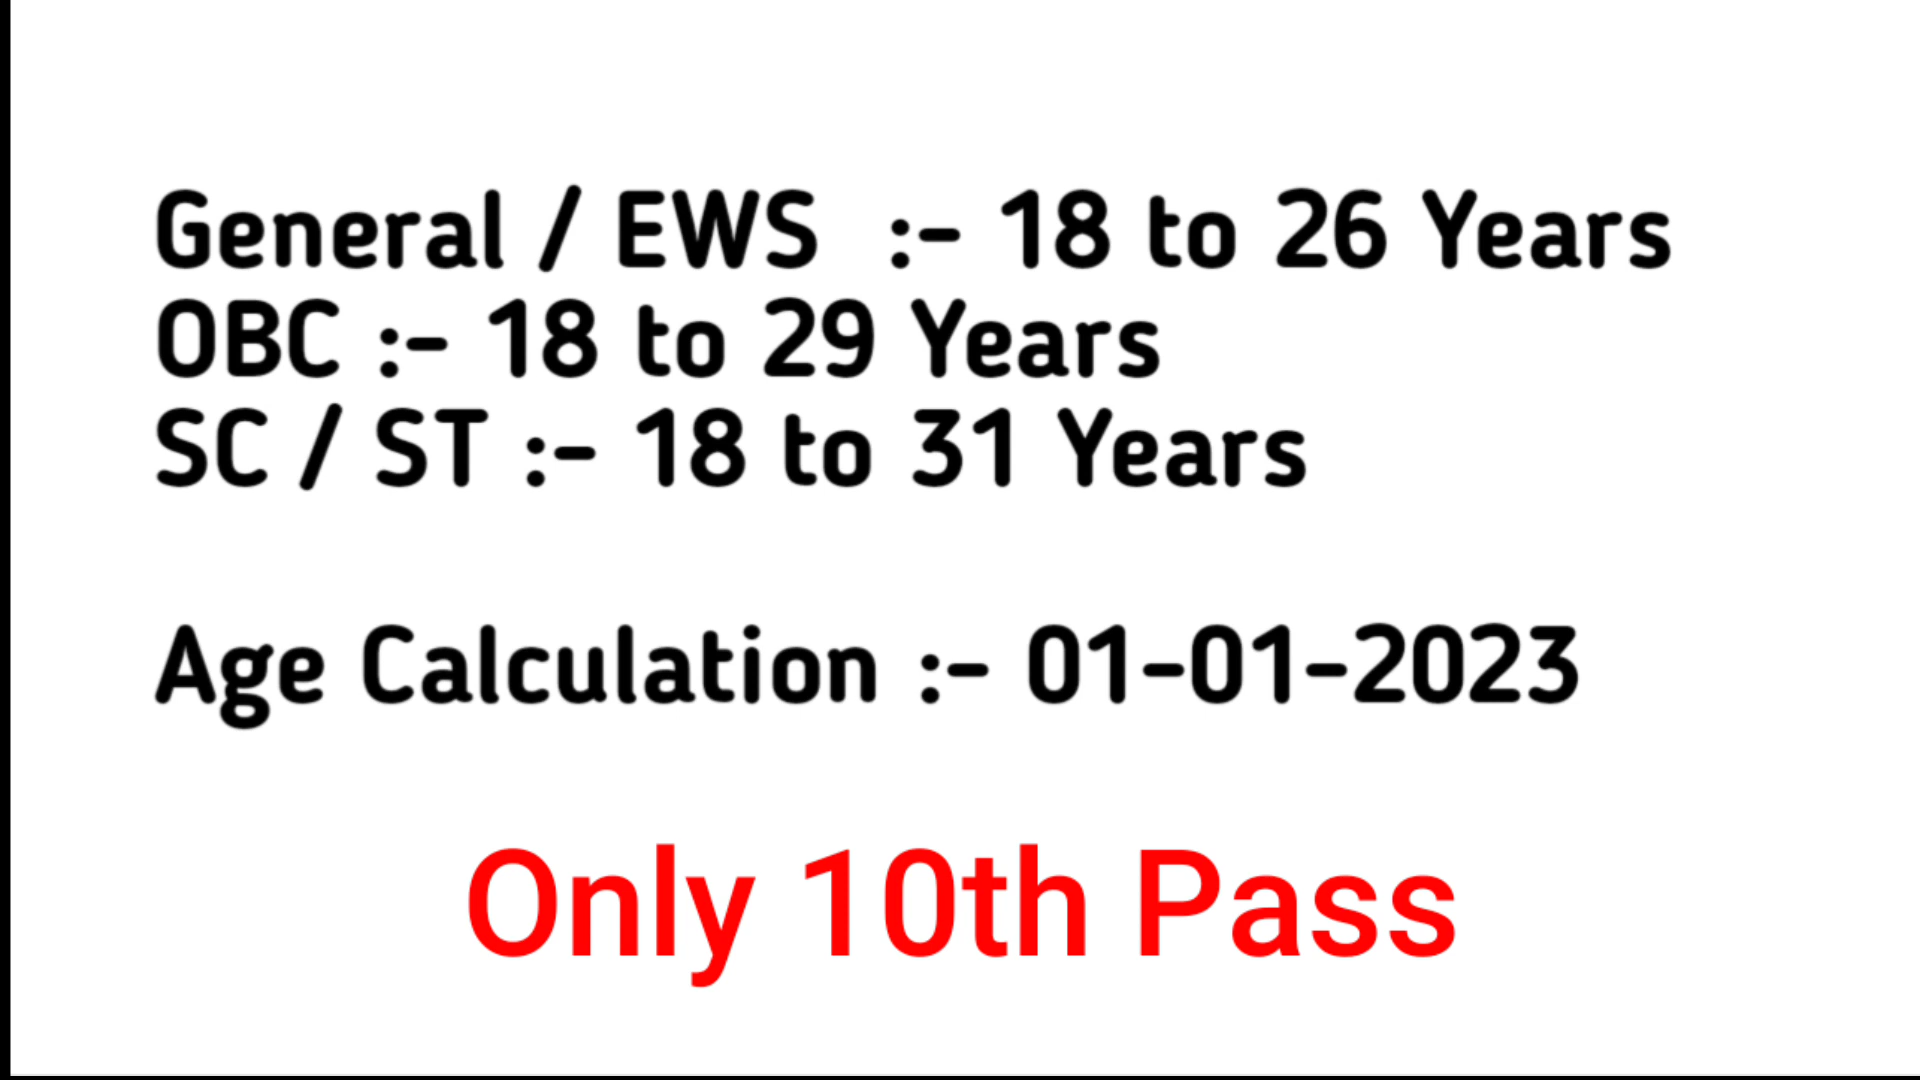 General / EWS :- 18 to 26 Years
OBC :- 18 to 29 Years
SC / ST :- 18 to 31 Years
Age Calculation :- 01-01-2023
Only 10th Pass